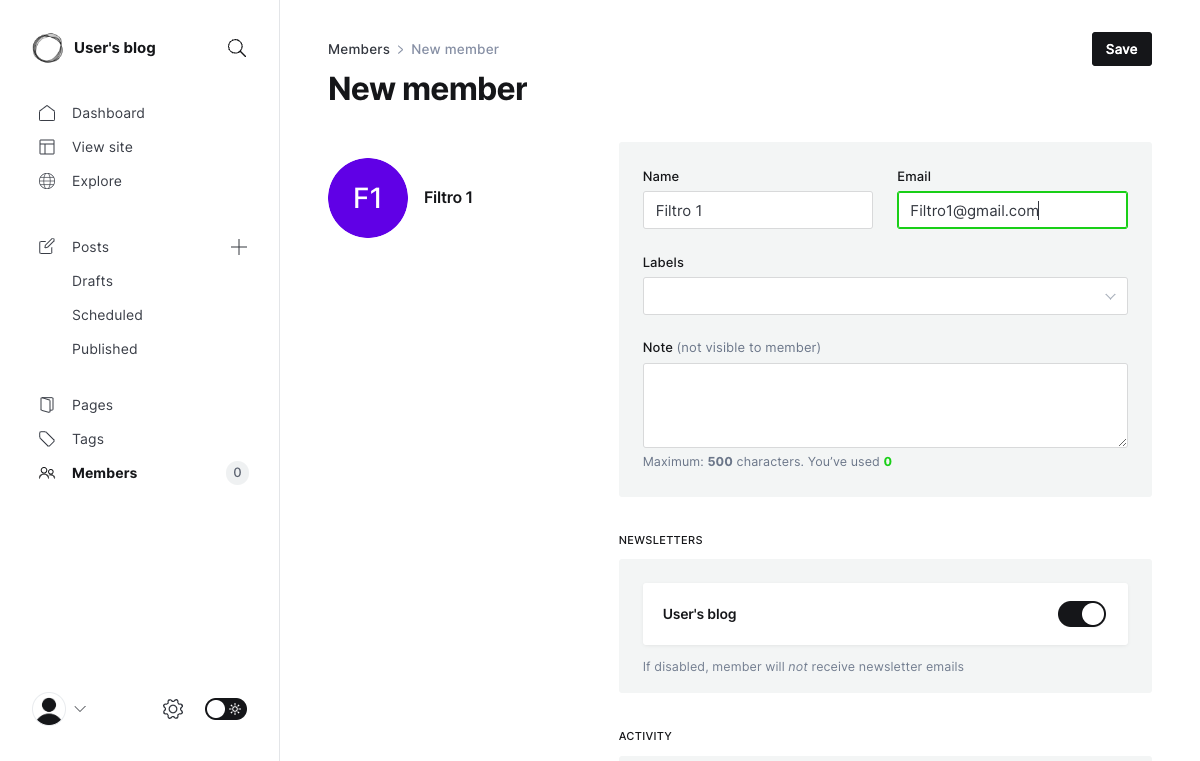 User's blog
Dashboard
View site
Explore
Posts
Drafts
Scheduled
Published
Pages
Tags
Members
0
Members > New member
New member
Save
F1
Filtro 1
Name
Email
Filtro 1
Filtro1@gmail.com
Labels
Note (not visible to member)
Maximum: 500 characters. You’ve used 0
NEWSLETTERS
User's blog
If disabled, member will not receive newsletter emails
ACTIVITY